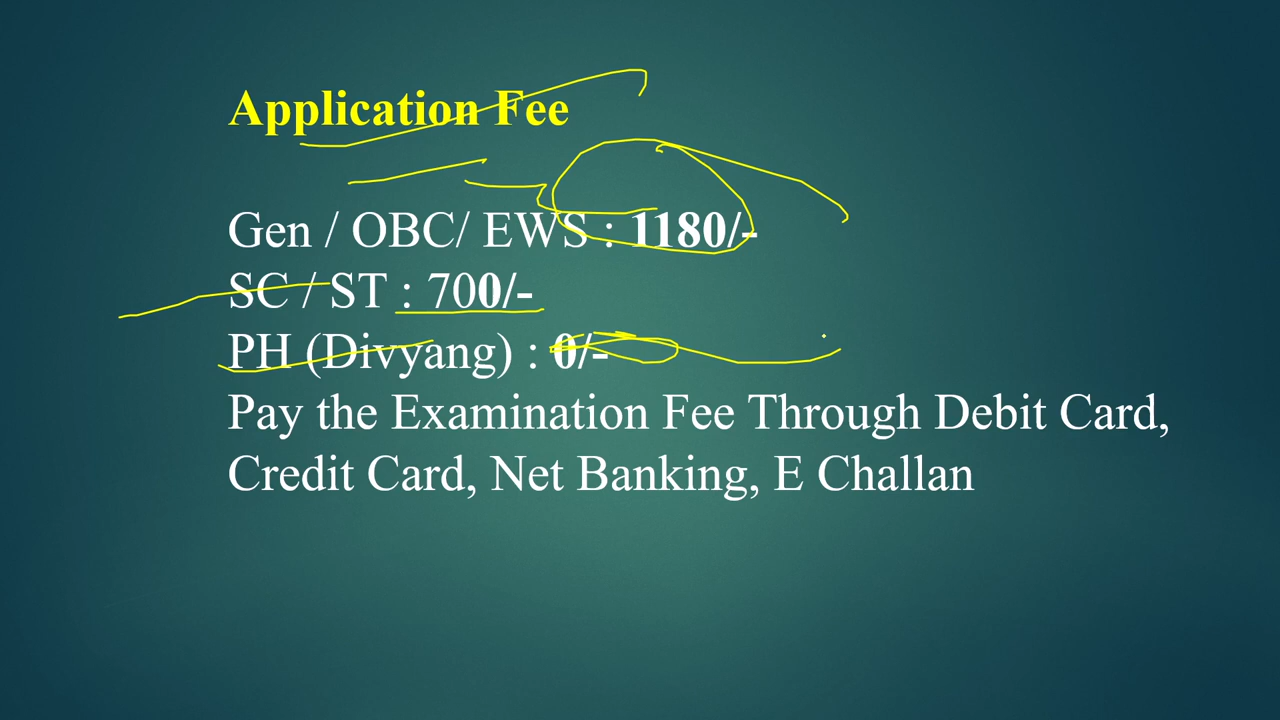 Application Fee
Gen / OBC/ EWS : 1180/-
SC / ST : 700/-
PH (Divyang) : 0/-
Pay the Examination Fee Through Debit Card,
Credit Card, Net Banking, E Challan